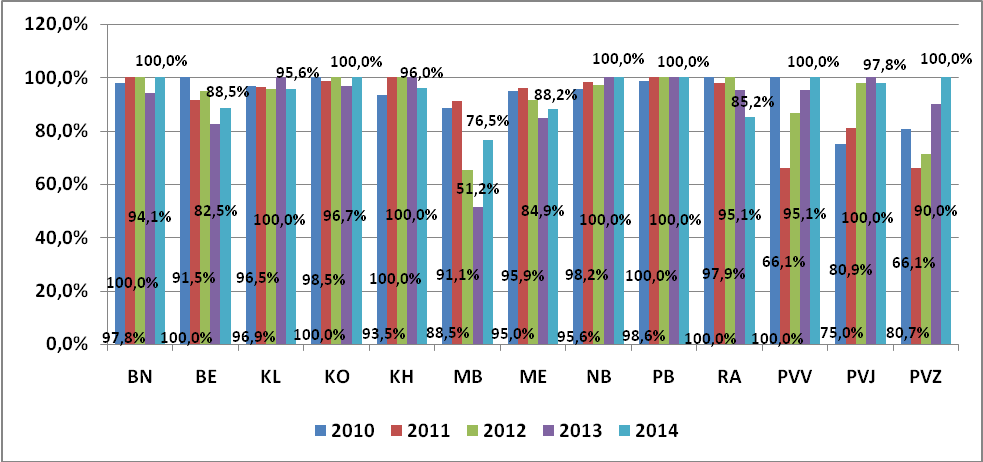 120,0%
100,0%
80,0%
60,0%
40,0%
20,0%
0,0%
100,0% 88,5% 95,6% 100,0% 96,0% 76,5% 88,2% 100,0% 100,0% 85,2% 100,0% 97,8% 100,0%
94,1% 82,5% 100,0% 96,7% 100,0% 51,2% 84,9% 100,0% 100,0% 95,1% 95,1% 100,0% 90,0%
100,0% 91,5% 96,5% 98,5% 100,0% 91,1% 95,9% 98,2% 100,0% 97,9% 66,1% 80,9% 66,1%
97,8% 100,0% 96,9% 100,0% 93,5% 88,5% 95,0% 95,6% 98,6% 100,0% 100,0% 75,0% 80,7%
BN BE KL KO KH MB ME NB PB RA PVV PVJ PVZ
2010 2011 2012 2013 2014